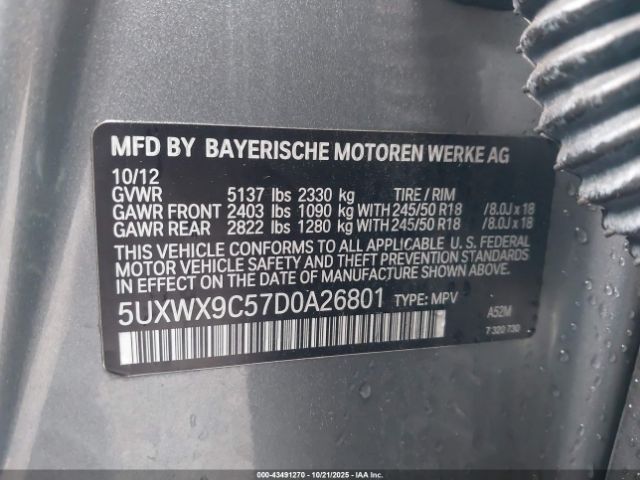 MFD BY BAYERISCHE MOTOREN WERKE AG
10/12
GVWR 5137 lbs 2330 kg TIRE / RIM
GAWR FRONT 2403 lbs 1090 kg WITH 245/50 R18 /8.0J x 18
GAWR REAR 2822 lbs 1280 kg WITH 245/50 R18 /8.0J x 18
THIS VEHICLE CONFORMS TO ALL APPLICABLE U. S. FEDERAL
MOTOR VEHICLE SAFETY AND THEFT PREVENTION STANDARDS
IN EFFECT ON THE DATE OF MANUFACTURE SHOWN ABOVE.
5UXWX9C57D0A26801 TYPE: MPV A52M
7 320 730
000-43491270 - 10/21/2025 - IAAI.COM